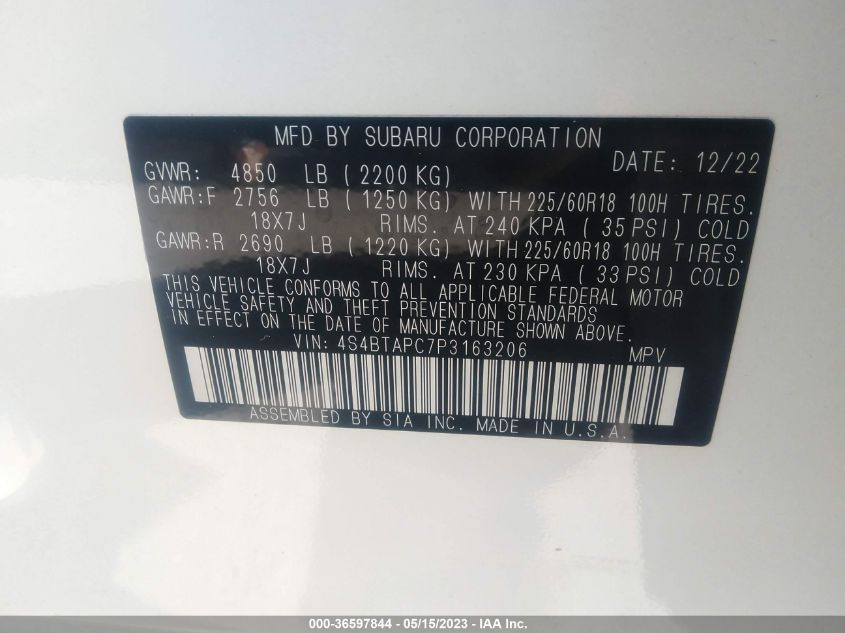 MFD BY SUBARU CORPORATION
DATE: 12/22
GVWR: 4850 LB ( 2200 KG)
GAWR:F 2756 LB ( 1250 KG) WITH 225/60R18 100H TIRES.
18X7J RIMS. AT 240 KPA ( 35 PSI) COLD
GAWR:R 2690 LB ( 1220 KG) WITH 225/60R18 100H TIRES.
18X7J RIMS. AT 230 KPA ( 33 PSI) COLD
THIS VEHICLE CONFORMS TO ALL APPLICABLE FEDERAL MOTOR
VEHICLE SAFETY AND THEFT PREVENTION STANDARDS
IN EFFECT ON THE DATE OF MANUFACTURE SHOWN ABOVE.
VIN: 4S4BTAPC7P3163206 MPV
ASSEMBLED BY SIA INC. MADE IN U.S.A.
000-36597844 - 05/15/2023 - IAA Inc.